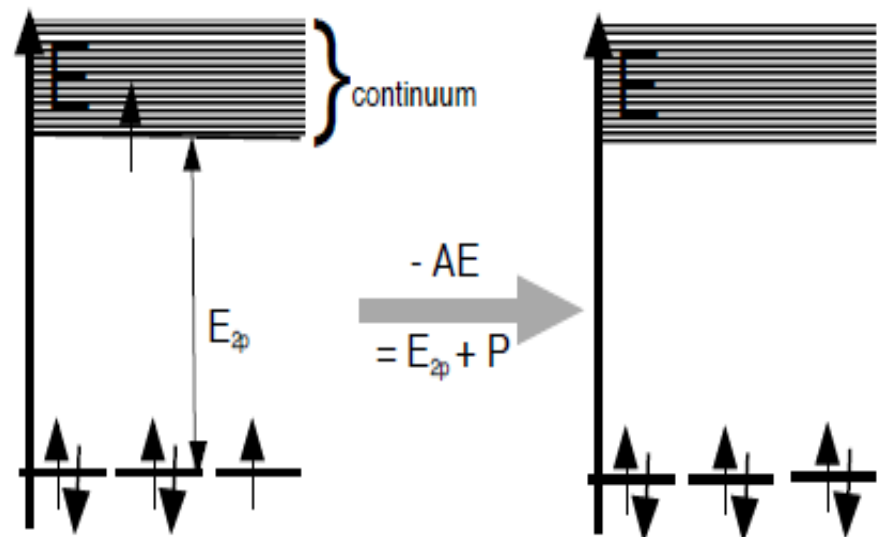 E
continuum
E
- AE
E2p
= E2p + P